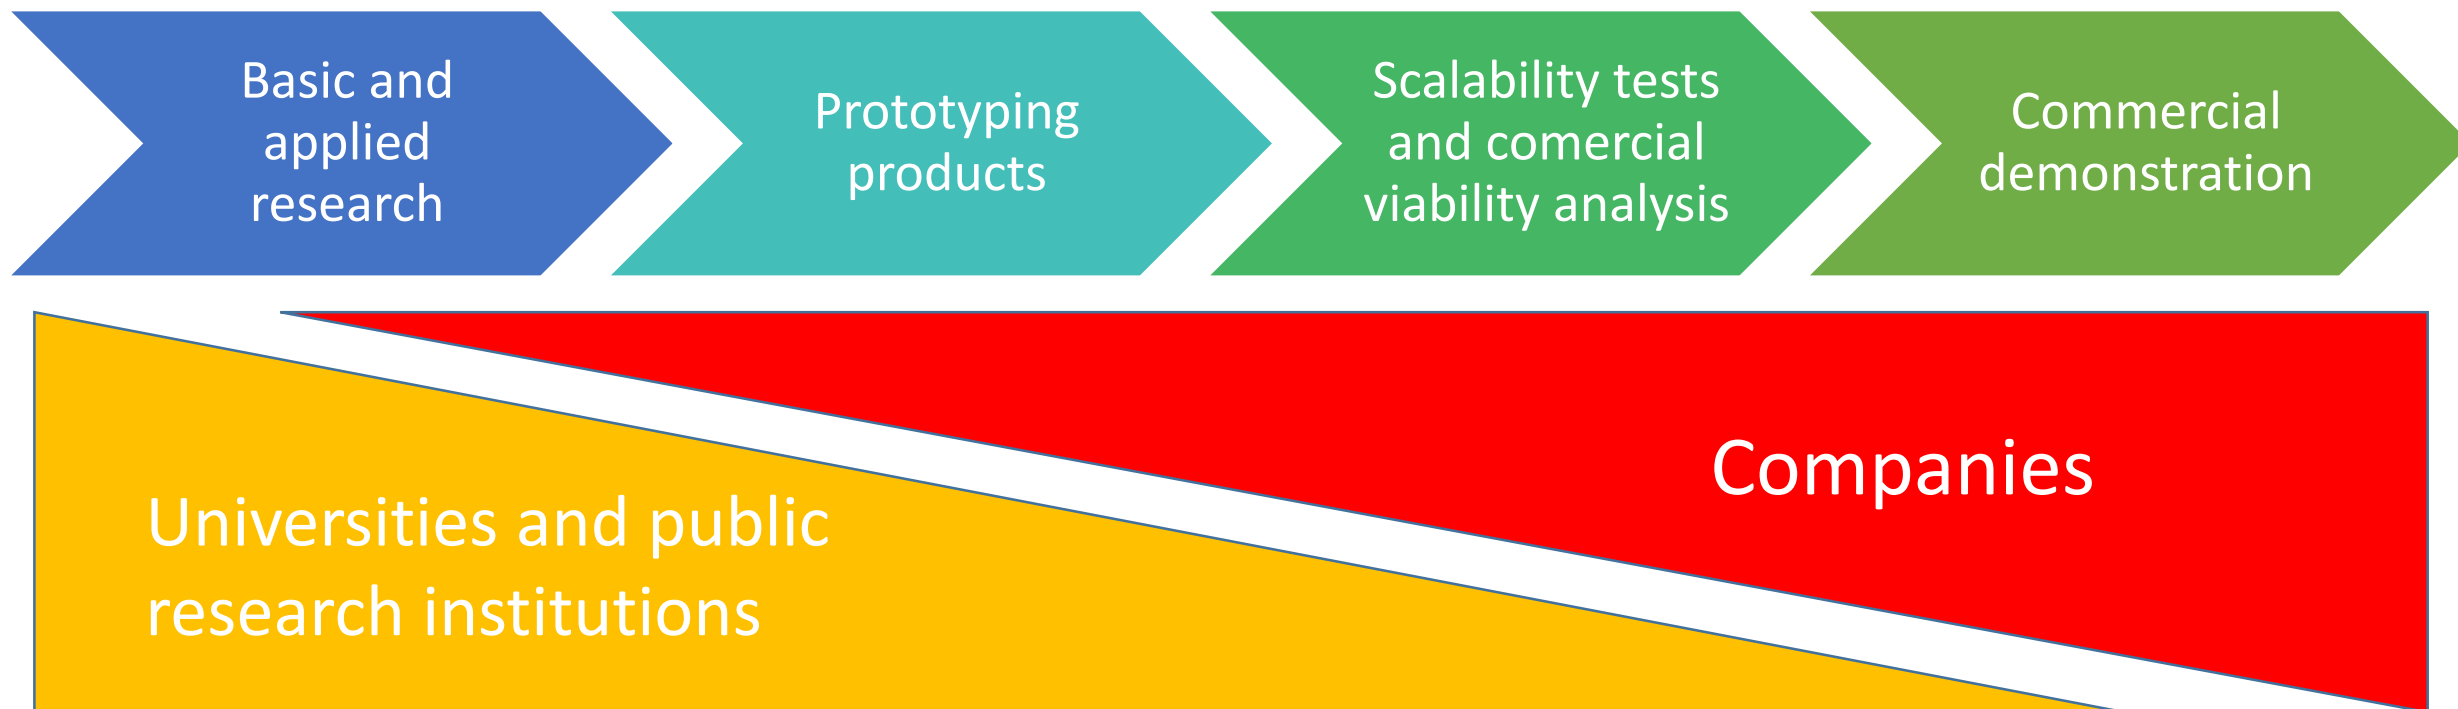 Basic and
applied
research
Prototyping
products
Scalability tests
and comercial
viability analysis
Commercial
demonstration
Companies
Universities and public
research institutions